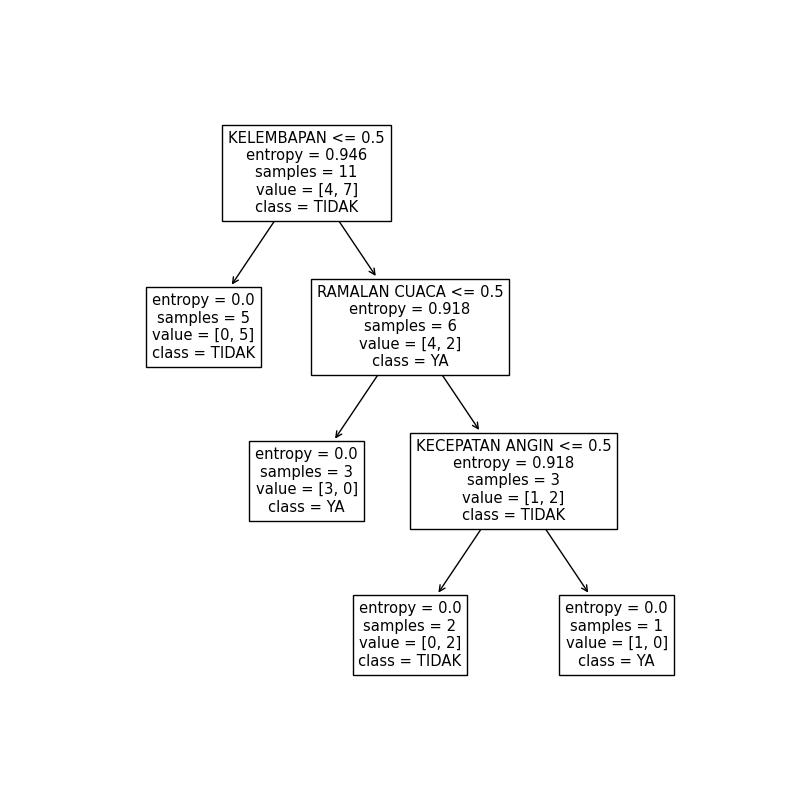 KELEMBAPAN <= 0.5
entropy = 0.946
samples = 11
value = [4, 7]
class = TIDAK
entropy = 0.0
samples = 5
value = [0, 5]
class = TIDAK
RAMALAN CUACA <= 0.5
entropy = 0.918
samples = 6
value = [4, 2]
class = YA
entropy = 0.0
samples = 3
value = [3, 0]
class = YA
KECEPATAN ANGIN <= 0.5
entropy = 0.918
samples = 3
value = [1, 2]
class = TIDAK
entropy = 0.0
samples = 2
value = [0, 2]
class = TIDAK
entropy = 0.0
samples = 1
value = [1, 0]
class = YA